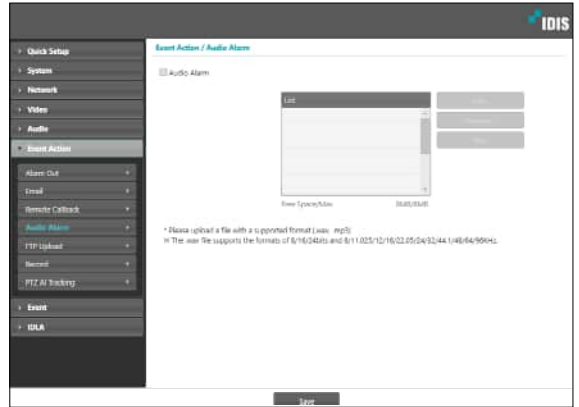 IDIS
Quick Setup
System
Network
Video
Audio
Event Action
Alarm Out
Email
Remote Callback
Audio Alarm
FTP Upload
Record
PTZ AI Tracking
Event
IDLA
Event Action / Audio Alarm
Audio Alarm
List
Free Space/Max
* Please upload a file with a supported format (.wav, .mp3).
※ The wav file supports the formats of 8/16/24bits and 8/11.025/12/16/22.05/24/32/44.1/48/64/96KHz.
Save